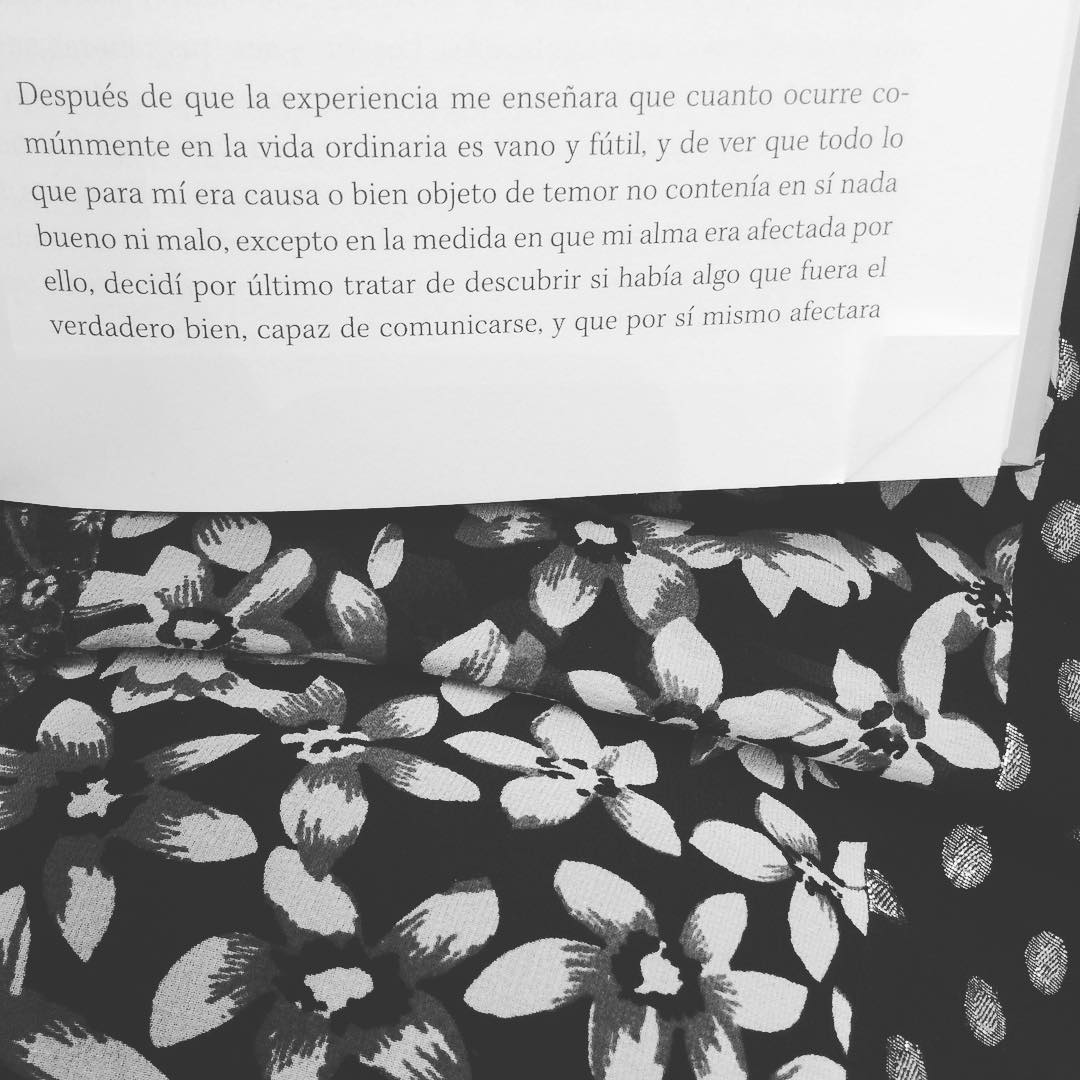 Después de que la experiencia me enseñara que cuanto ocurre co-
múnmente en la vida ordinaria es vano y fútil, y de ver que todo lo
que para mí era causa o bien objeto de temor no contenía en sí nada
bueno ni malo, excepto en la medida en que mi alma era afectada por
ello, decidí por último tratar de descubrir si había algo que fuera el
verdadero bien, capaz de comunicarse, y que por sí mismo afectara